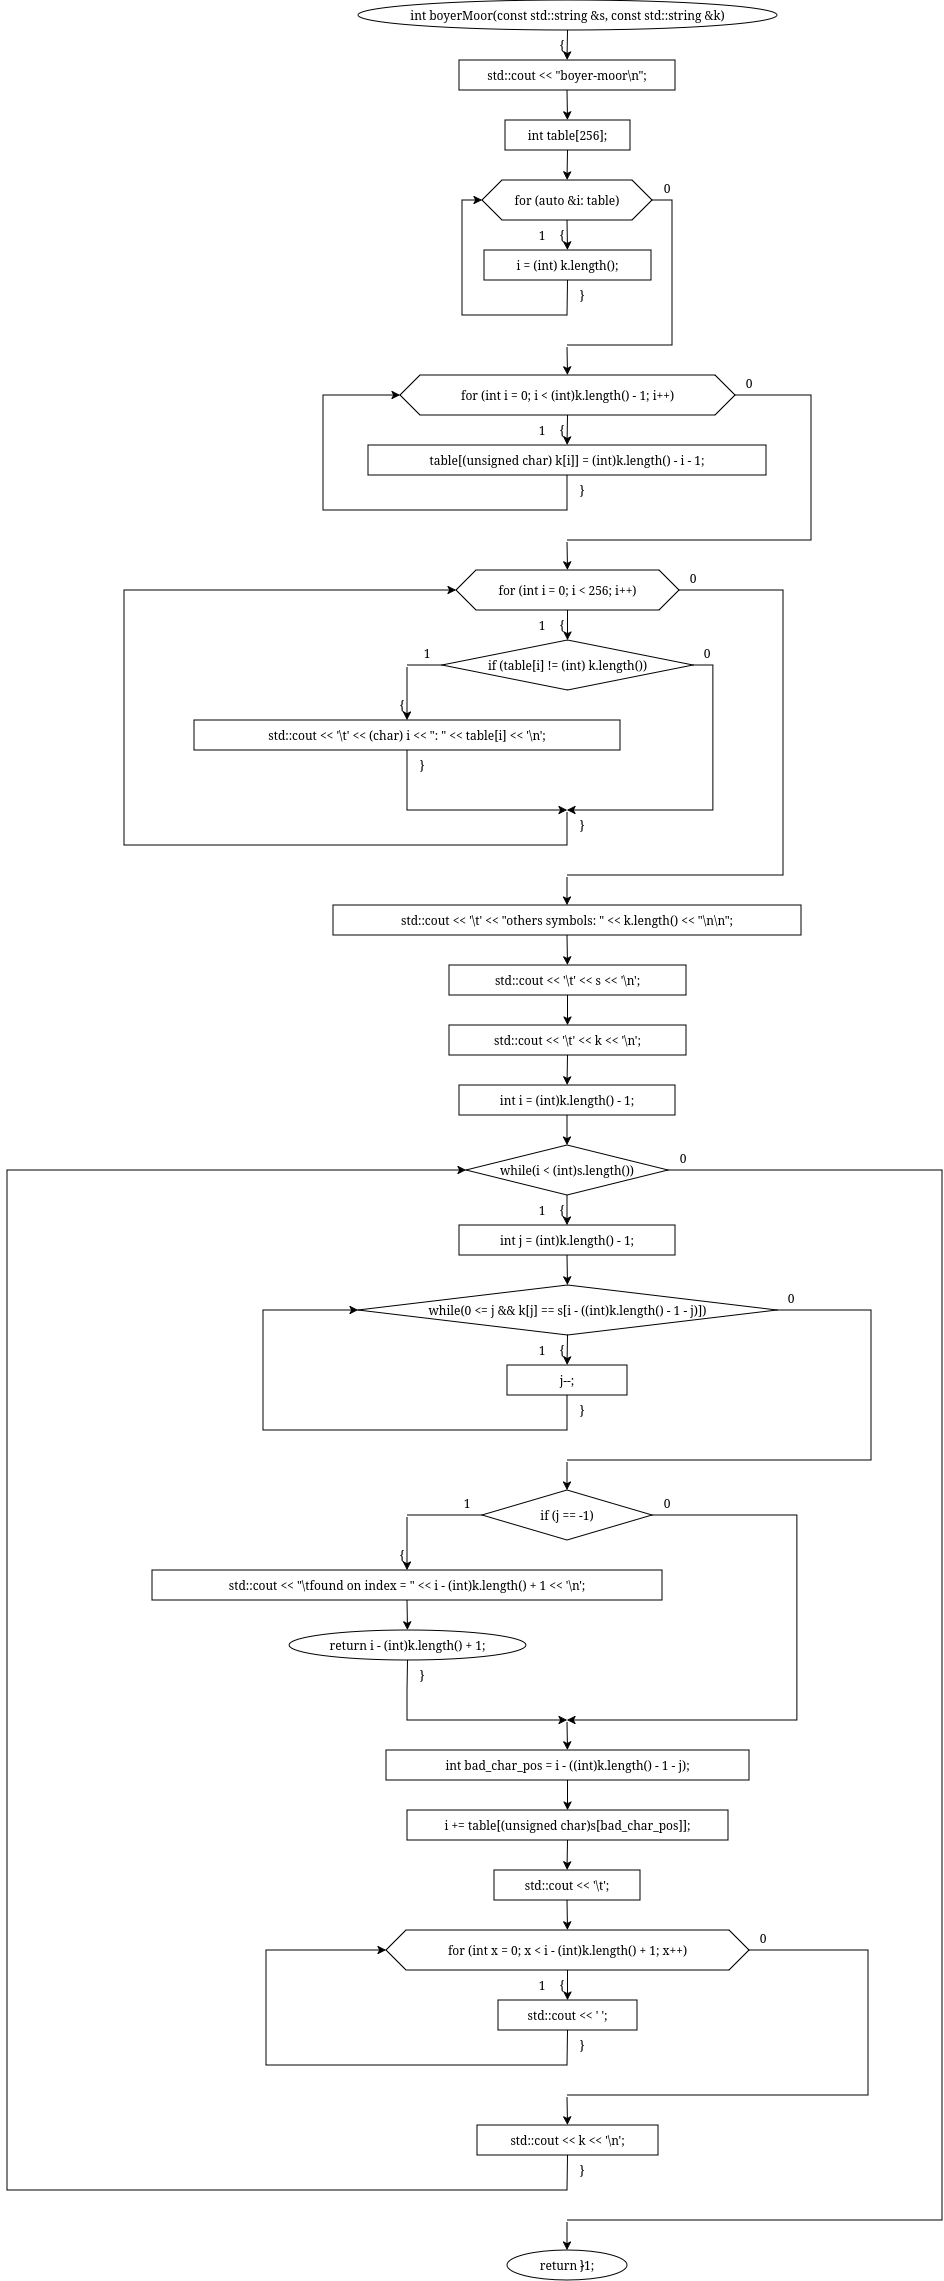 int boyerMoor(const std::string &s, const std::string &k)
{
std::cout << "boyer-moor\n";
int table[256];
for (auto &i: table)
0
1 {
i = (int) k.length();
}
for (int i = 0; i < (int)k.length() - 1; i++)
0
1 {
table[(unsigned char) k[i]] = (int)k.length() - i - 1;
}
for (int i = 0; i < 256; i++)
0
1 {
1
if (table[i] != (int) k.length())
0
{
std::cout << '\t' << (char) i << ": " << table[i] << '\n';
}
}
std::cout << '\t' << "others symbols: " << k.length() << "\n\n";
std::cout << '\t' << s << '\n';
std::cout << '\t' << k << '\n';
int i = (int)k.length() - 1;
while(i < (int)s.length())
0
1 {
int j = (int)k.length() - 1;
while(0 <= j && k[j] == s[i - ((int)k.length() - 1 - j)])
0
1 {
j--;
}
1
if (j == -1)
0
{
std::cout << "\tfound on index = " << i - (int)k.length() + 1 << '\n';
return i - (int)k.length() + 1;
}
int bad_char_pos = i - ((int)k.length() - 1 - j);
i += table[(unsigned char)s[bad_char_pos]];
std::cout << '\t';
for (int x = 0; x < i - (int)k.length() + 1; x++)
0
1 {
std::cout << ' ';
}
std::cout << k << '\n';
}
return -1;
}